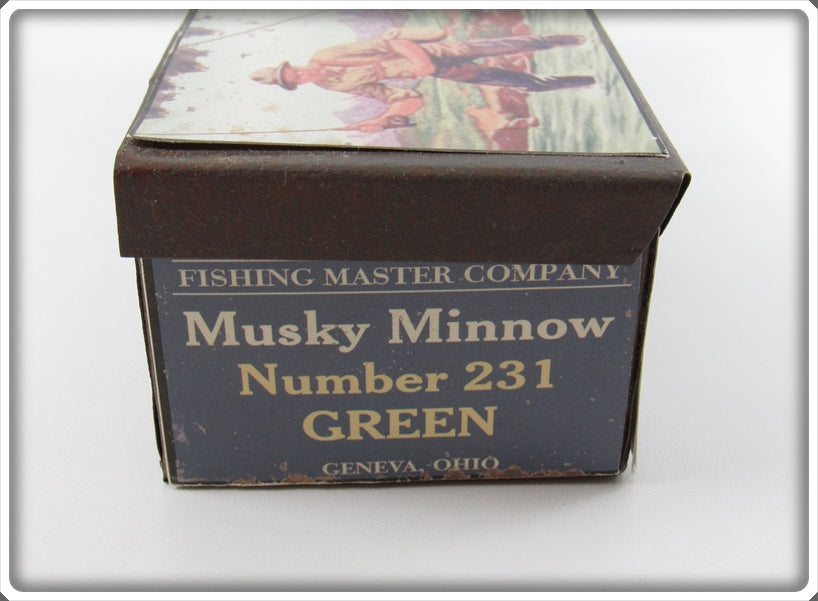 FISHING MASTER COMPANY
Musky Minnow
Number 231
GREEN
GENEVA, OHIO